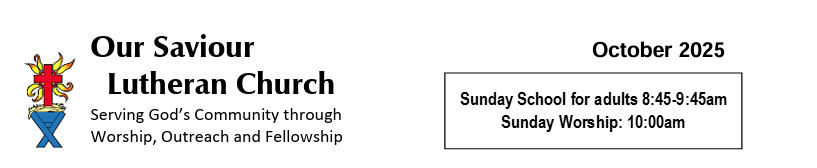 Our Saviour
Lutheran Church
Serving God's Community through
Worship, Outreach and Fellowship
October 2025
Sunday School for adults 8:45-9:45am
Sunday Worship: 10:00am